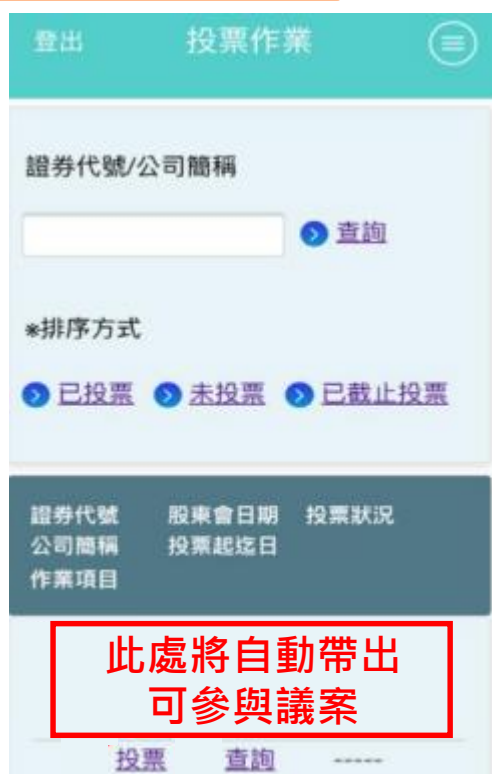 登出 投票作業
證券代號/公司簡稱
查詢
*排序方式
已投票 未投票 已截止投票
證券代號 股東會日期 投票狀況
公司簡稱 投票起迄日
作業項目
此處將自動帶出
可參與議案
投票 查詢 -----